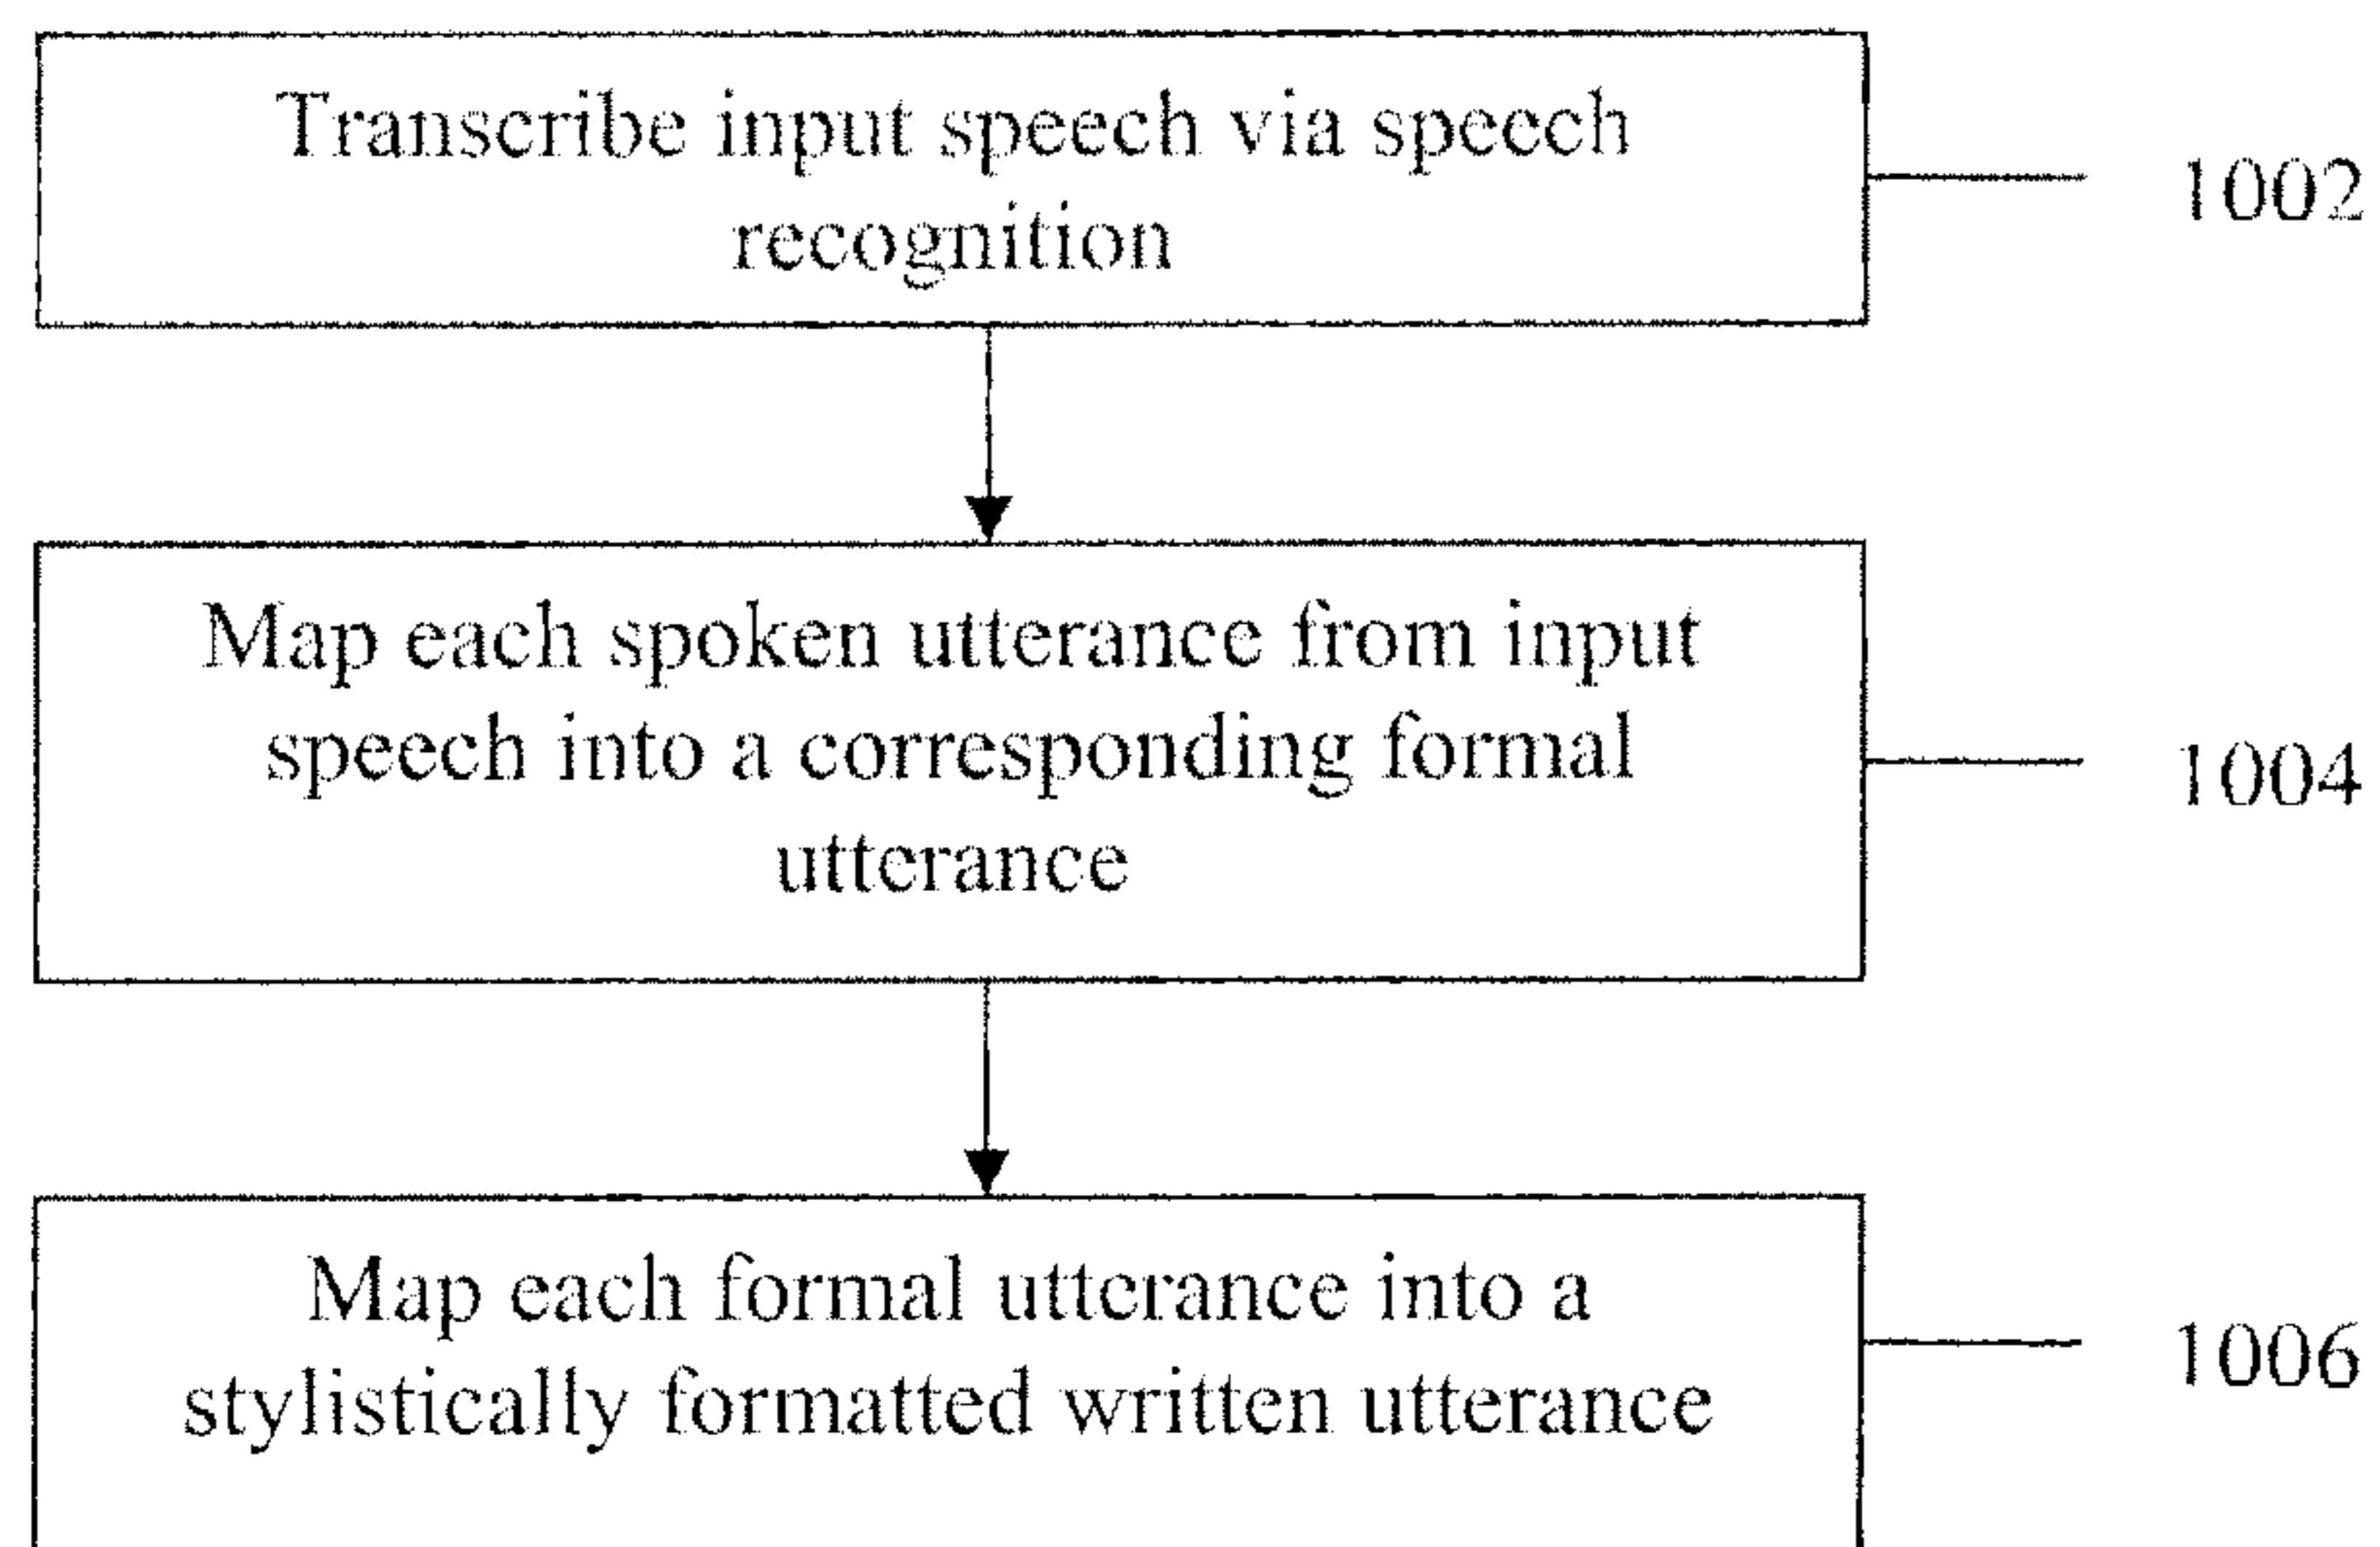 Transcribe input speech via speech
recognition
1002
Map each spoken utterance from input
speech into a corresponding formal
utterance
1004
Map each formal utterance into a
stylistically formatted written utterance
1006